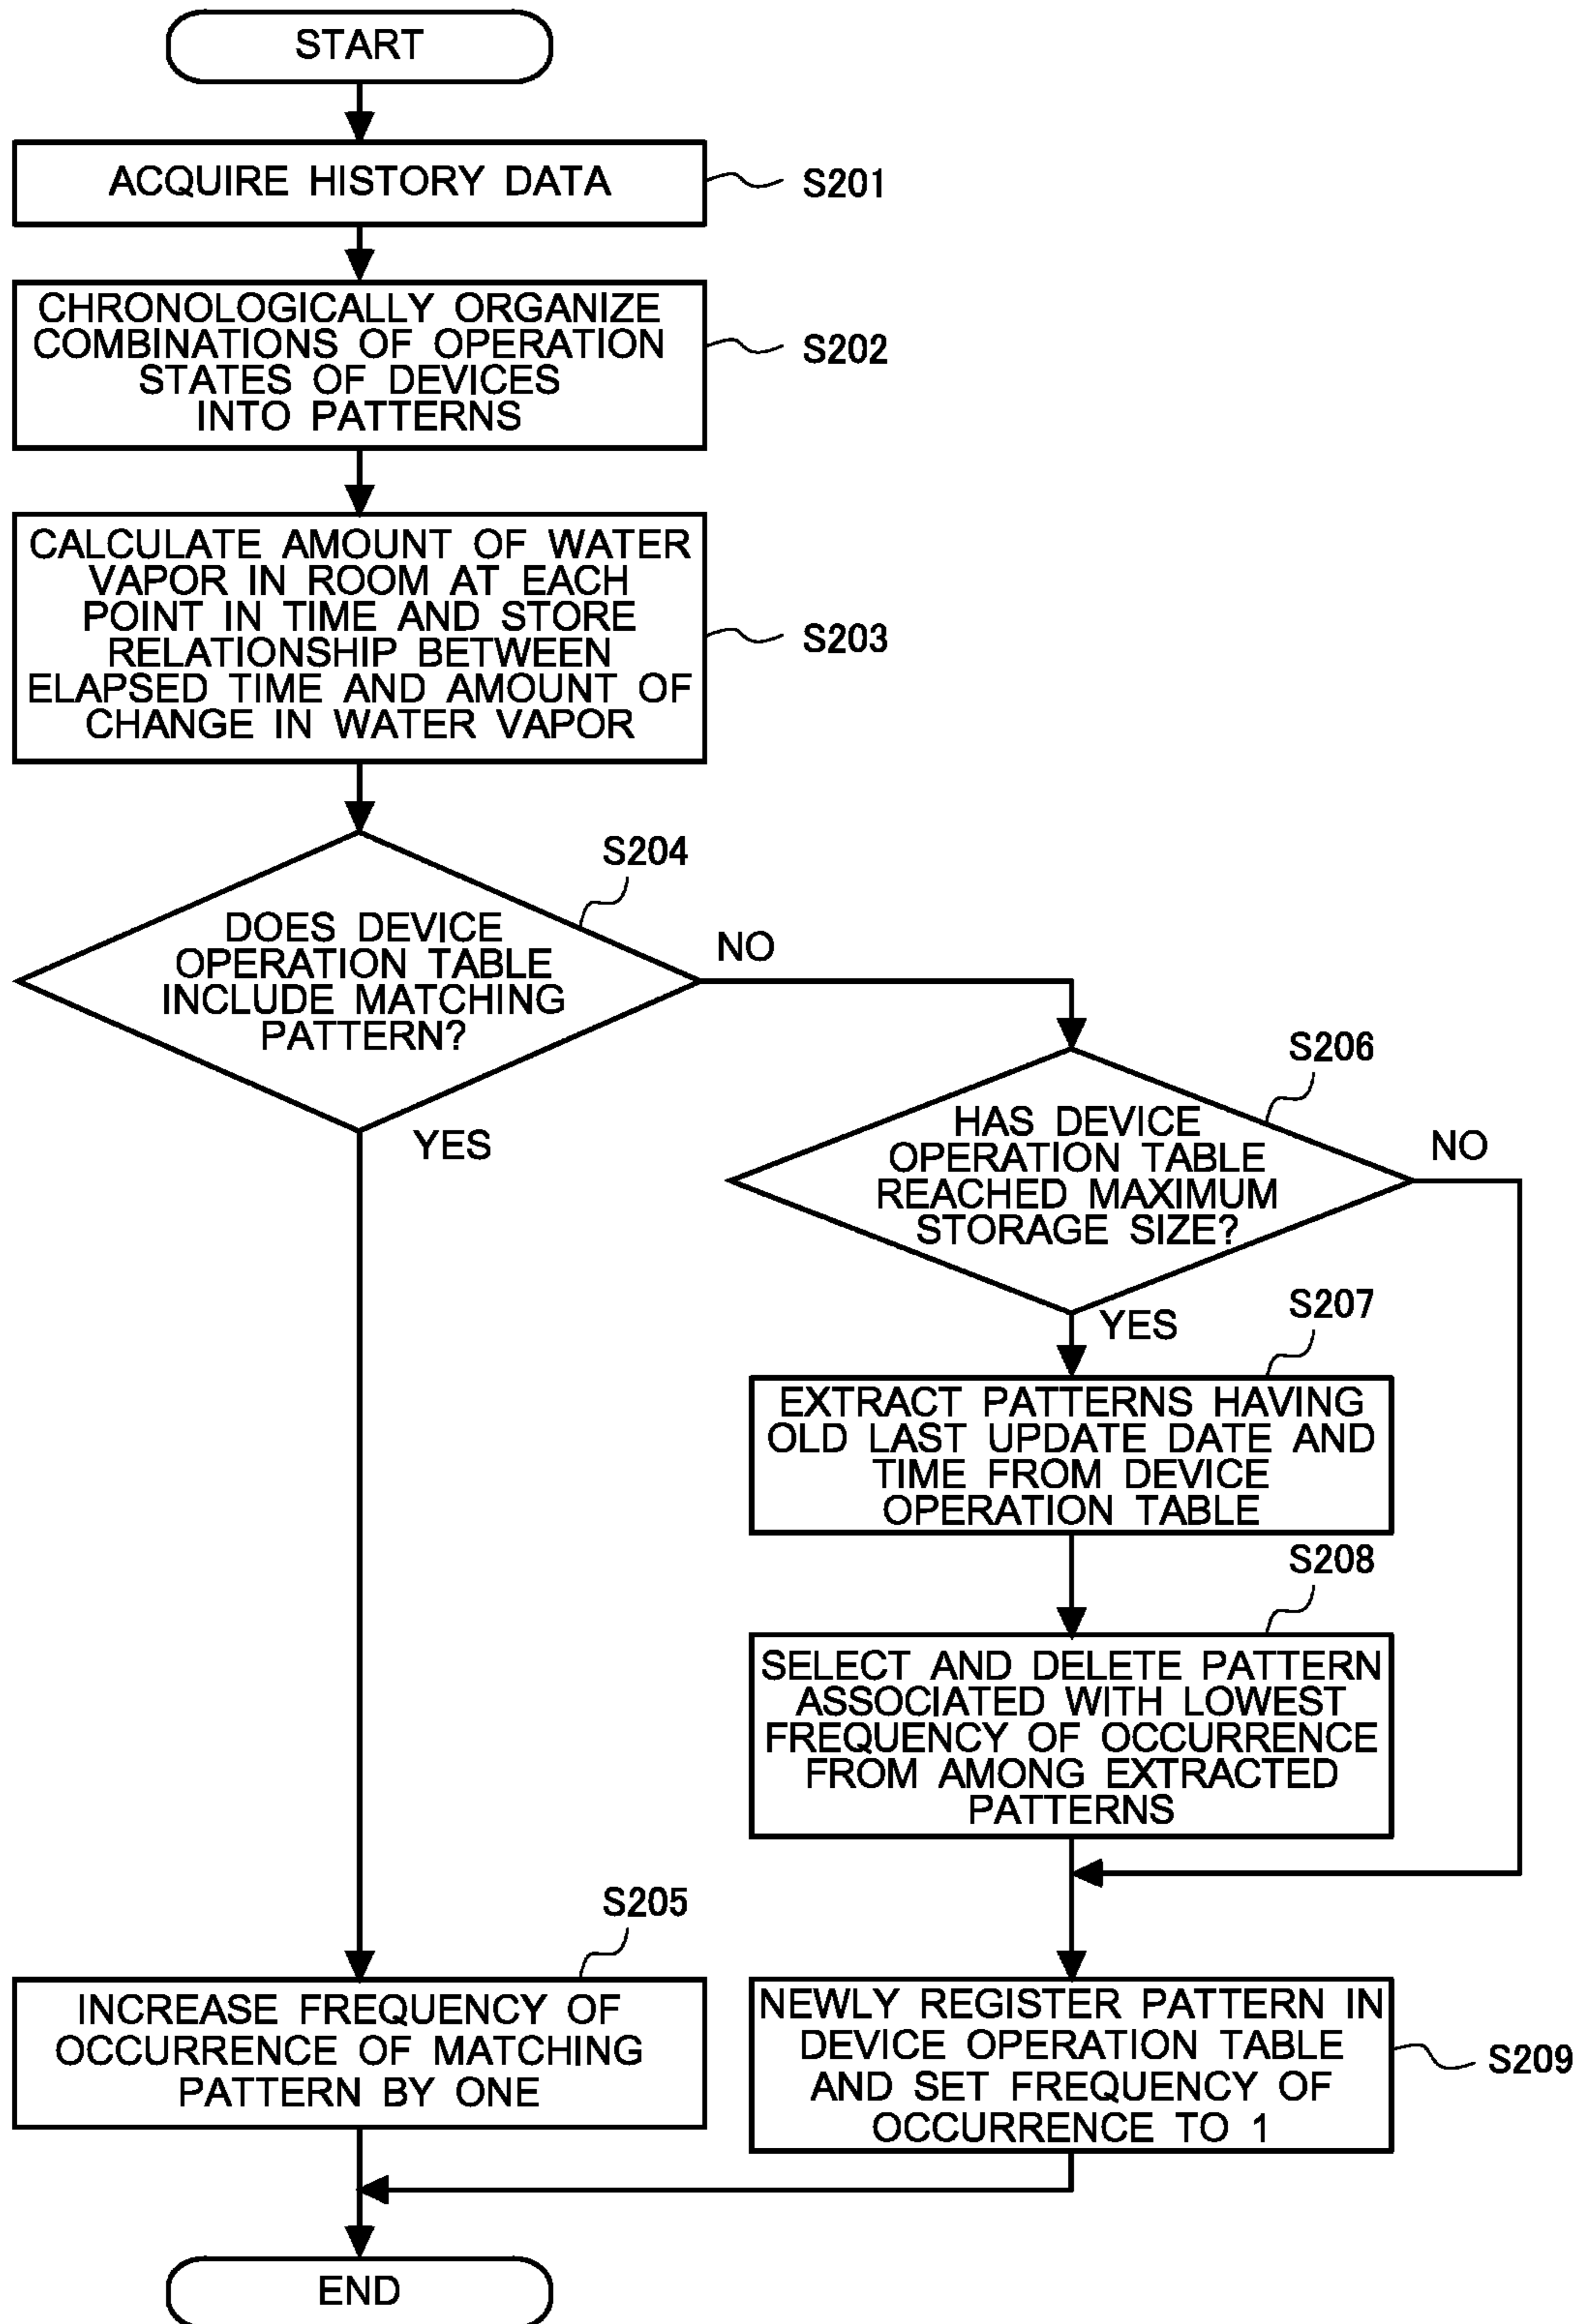 START
ACQUIRE HISTORY DATA
S201
CHRONOLOGICALLY ORGANIZE
COMBINATIONS OF OPERATION
STATES OF DEVICES
INTO PATTERNS
S202
CALCULATE AMOUNT OF WATER
VAPOR IN ROOM AT EACH
POINT IN TIME AND STORE
RELATIONSHIP BETWEEN
ELAPSED TIME AND AMOUNT OF
CHANGE IN WATER VAPOR
S203
S204
DOES DEVICE
OPERATION TABLE
INCLUDE MATCHING
PATTERN?
NO
YES
S206
HAS DEVICE
OPERATION TABLE
REACHED MAXIMUM
STORAGE SIZE?
NO
YES
S207
EXTRACT PATTERNS HAVING
OLD LAST UPDATE DATE AND
TIME FROM DEVICE
OPERATION TABLE
S208
SELECT AND DELETE PATTERN
ASSOCIATED WITH LOWEST
FREQUENCY OF OCCURRENCE
FROM AMONG EXTRACTED
PATTERNS
S205
INCREASE FREQUENCY OF
OCCURRENCE OF MATCHING
PATTERN BY ONE
NEWLY REGISTER PATTERN IN
DEVICE OPERATION TABLE
AND SET FREQUENCY OF
OCCURRENCE TO 1
S209
END